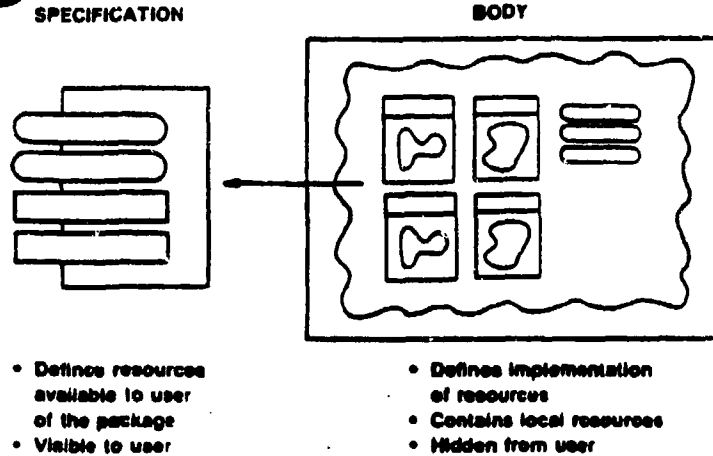 SPECIFICATION
BODY
• Defines resources
available to user
of the package
• Visible to user
• Defines implementation
of resources
• Contains local resources
• Hidden from user